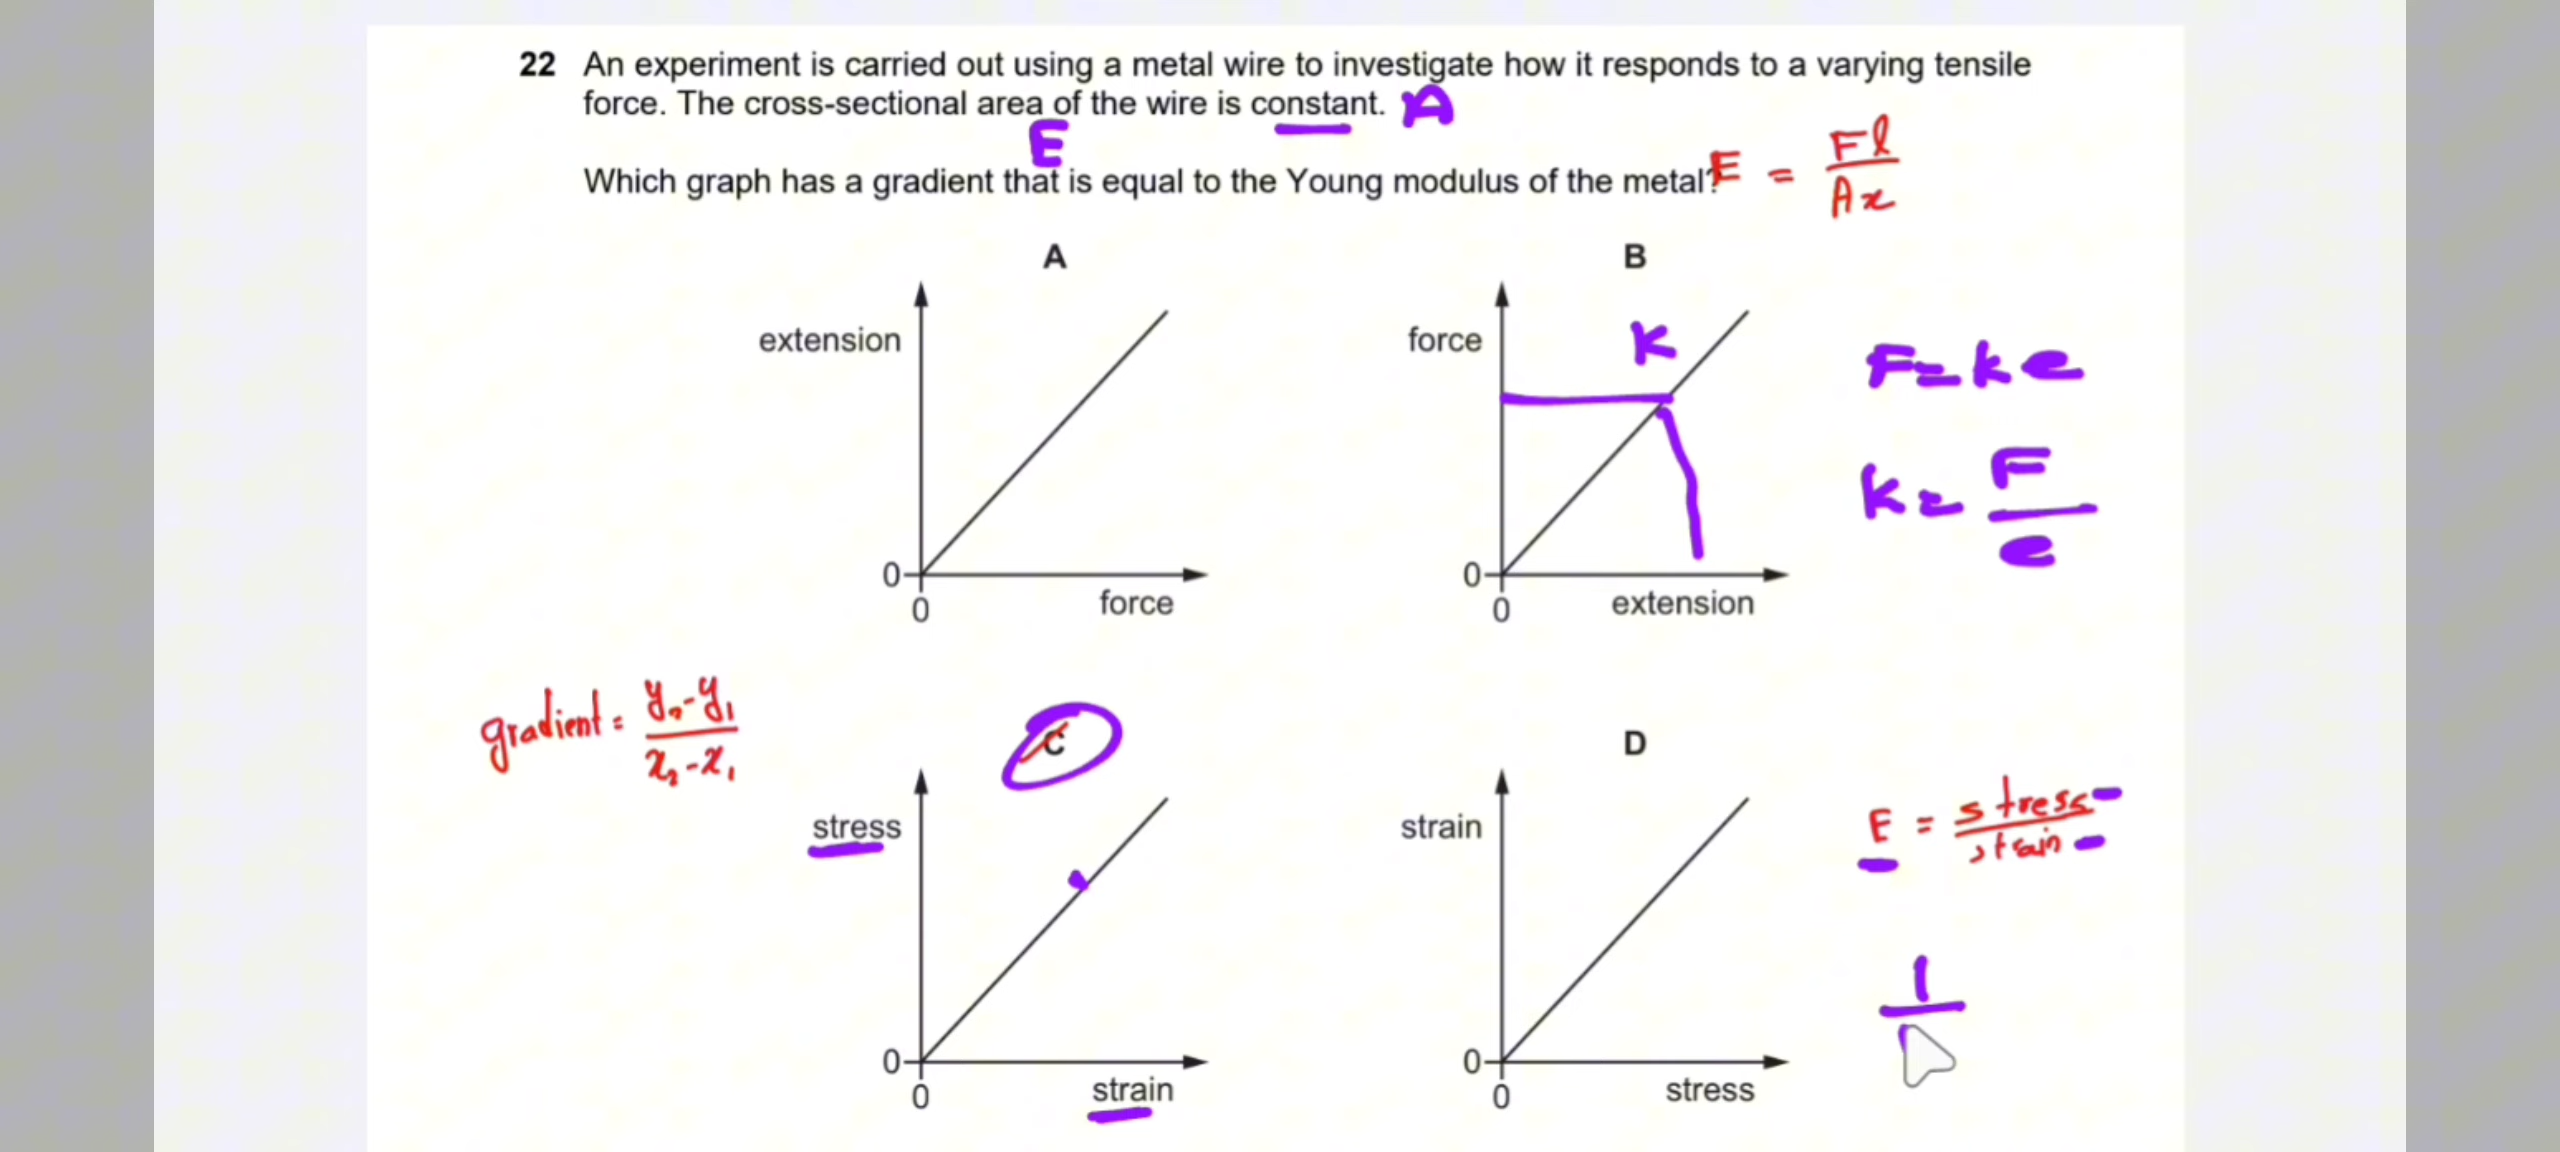 22 An experiment is carried out using a metal wire to investigate how it responds to a varying tensile
force. The cross-sectional area of the wire is constant. A
E
Which graph has a gradient that is equal to the Young modulus of the metal?
E = Fl / Ax
A
B
extension
force
K
F = k e
k = F / e
0
0
force
0
0
extension
gradient = y₂-y₁ / x₂-x₁
C
D
stress
strain
E = stress / strain
1
0
0
strain
0
0
stress